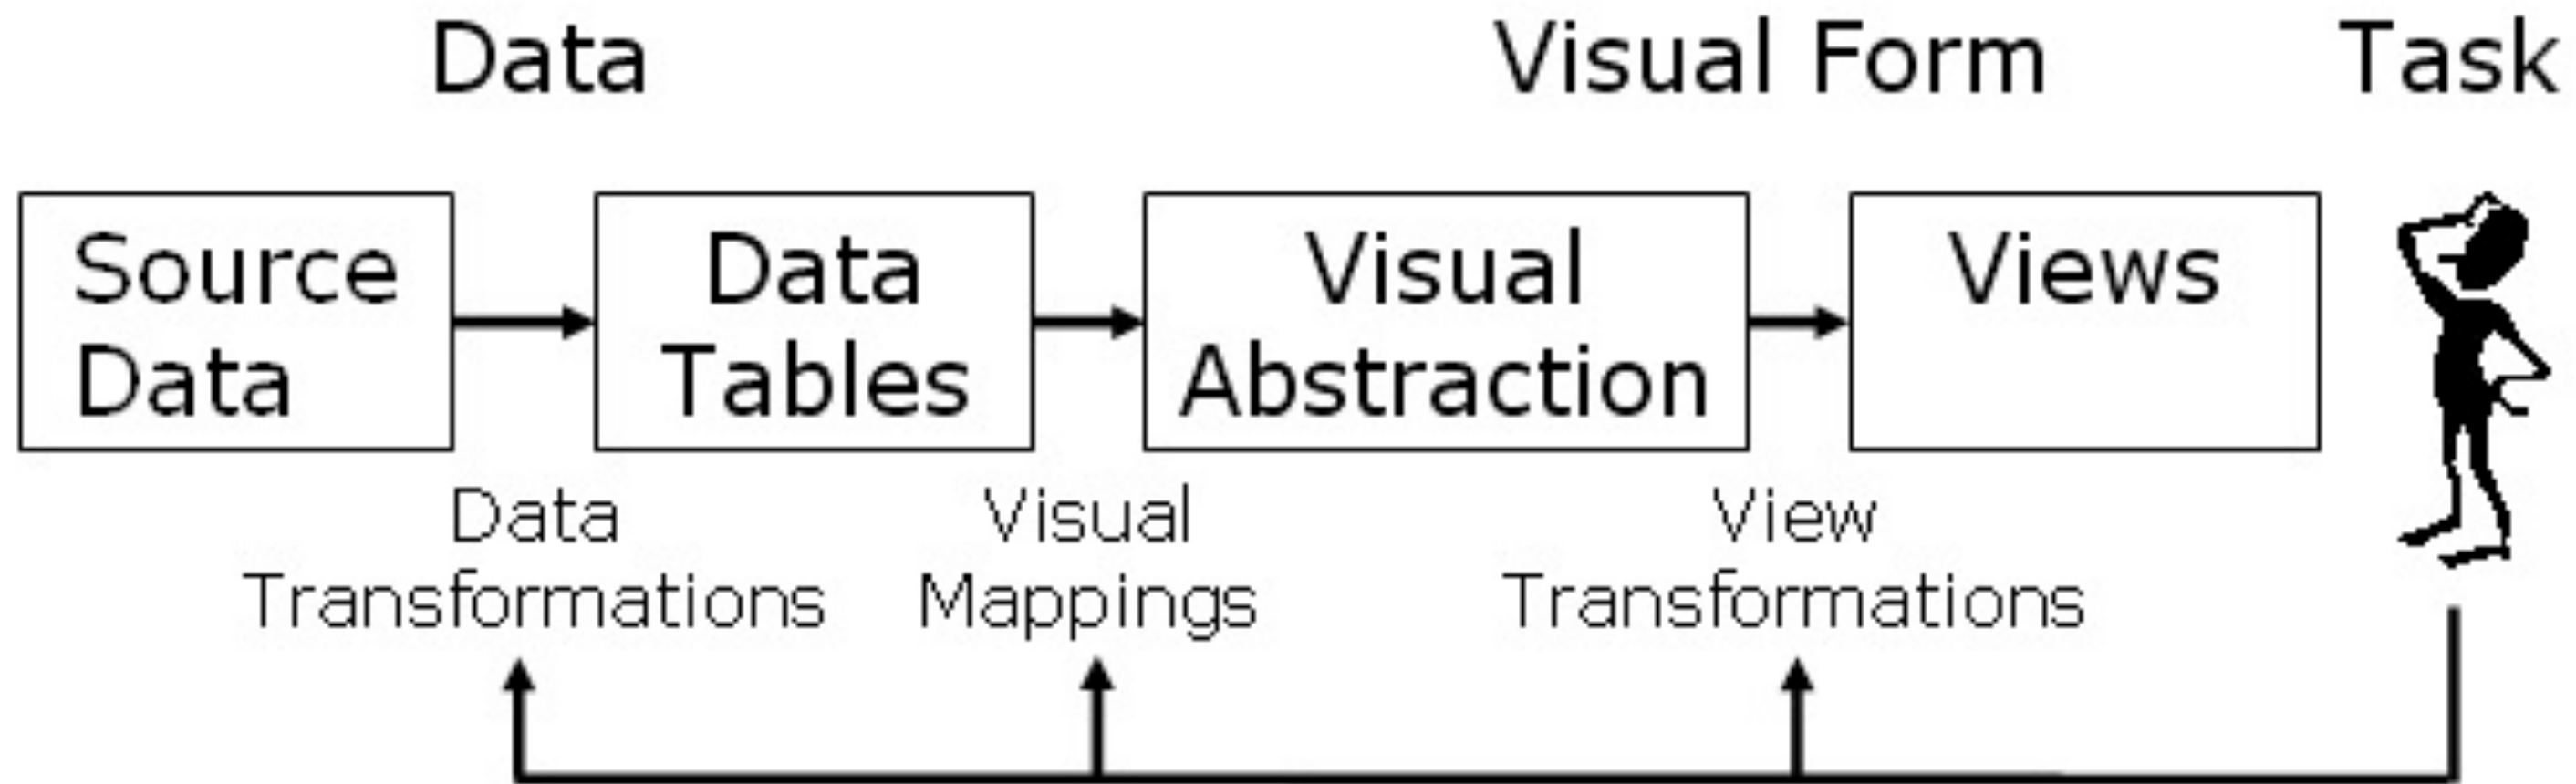 Data
Visual Form
Task
Source
Data
Data
Tables
Visual
Abstraction
Views
Data
Transformations
Visual
Mappings
View
Transformations